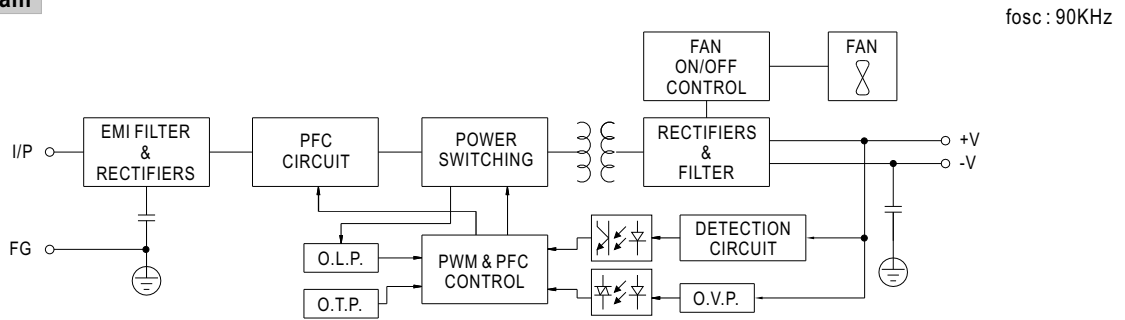 fosc : 90KHz
FAN
ON/OFF
CONTROL
FAN
EMI FILTER
&
RECTIFIERS
PFC
CIRCUIT
POWER
SWITCHING
RECTIFIERS
&
FILTER
I/P
+V
-V
FG
O.L.P.
O.T.P.
PWM & PFC
CONTROL
DETECTION
CIRCUIT
O.V.P.